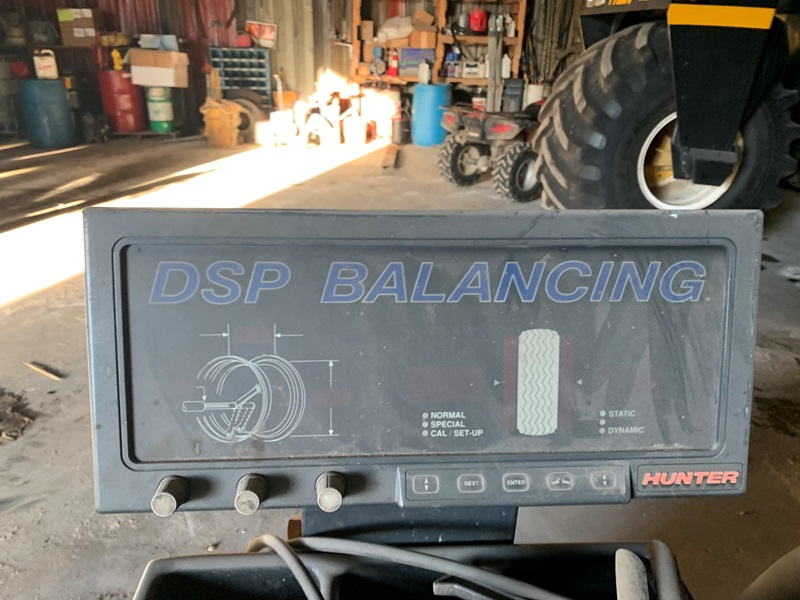 DSP BALANCING
NORMAL
SPECIAL
CAL / SET-UP
STATIC
DYNAMIC
NEXT
ENTER
HUNTER